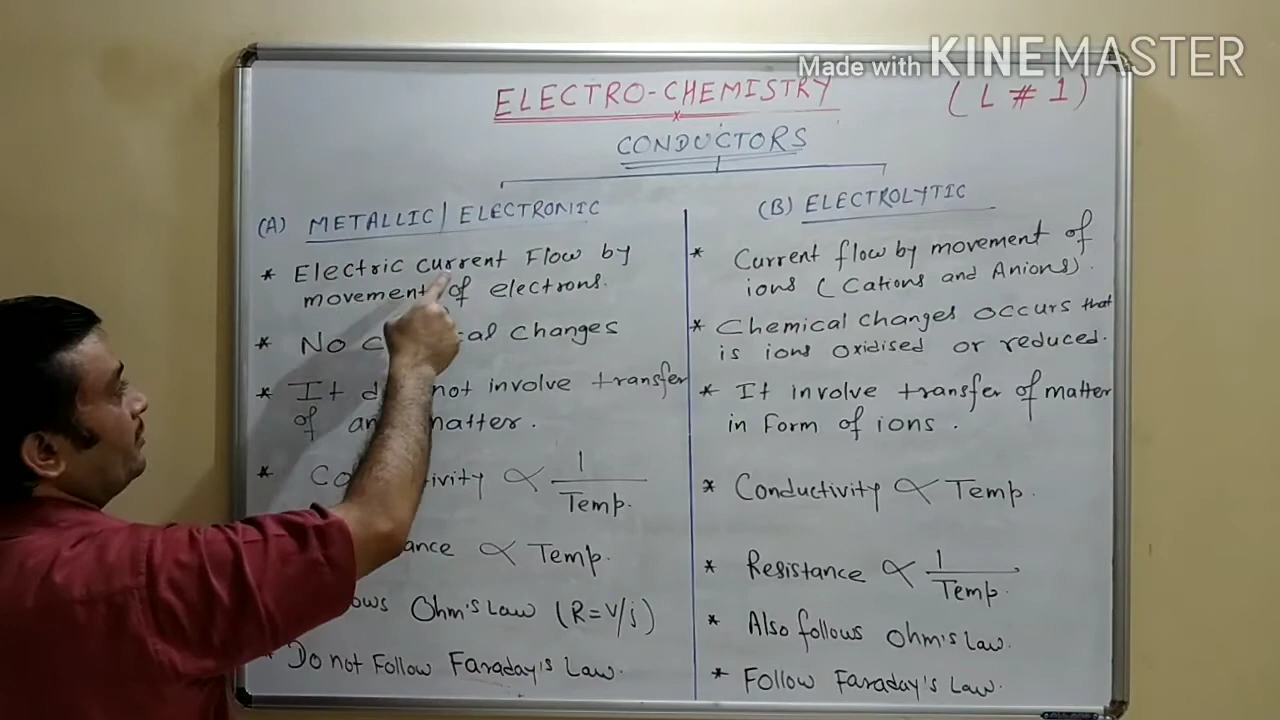 Made with KINEMASTER
ELECTRO-CHEMISTRY (L # 1)
CONDUCTORS
(A) METALLIC/ELECTRONIC
* Electric current Flow by
movement of electrons.
* No cal changes
* It not involve transfer
of matter.
* ivity ∝ 1/Temp.
ance ∝ Temp.
ows Ohm's Law (R=V/i)
* Do not Follow Faraday's Law.
(B) ELECTROLYTIC
* Current flow by movement of
ions (Cations and Anions).
* Chemical changes occurs that
is ions oxidised or reduced.
* It involve transfer of matter
in Form of ions.
* Conductivity ∝ Temp.
* Resistance ∝ 1/Temp.
* Also follows Ohm's Law.
* Follow Faraday's Law.